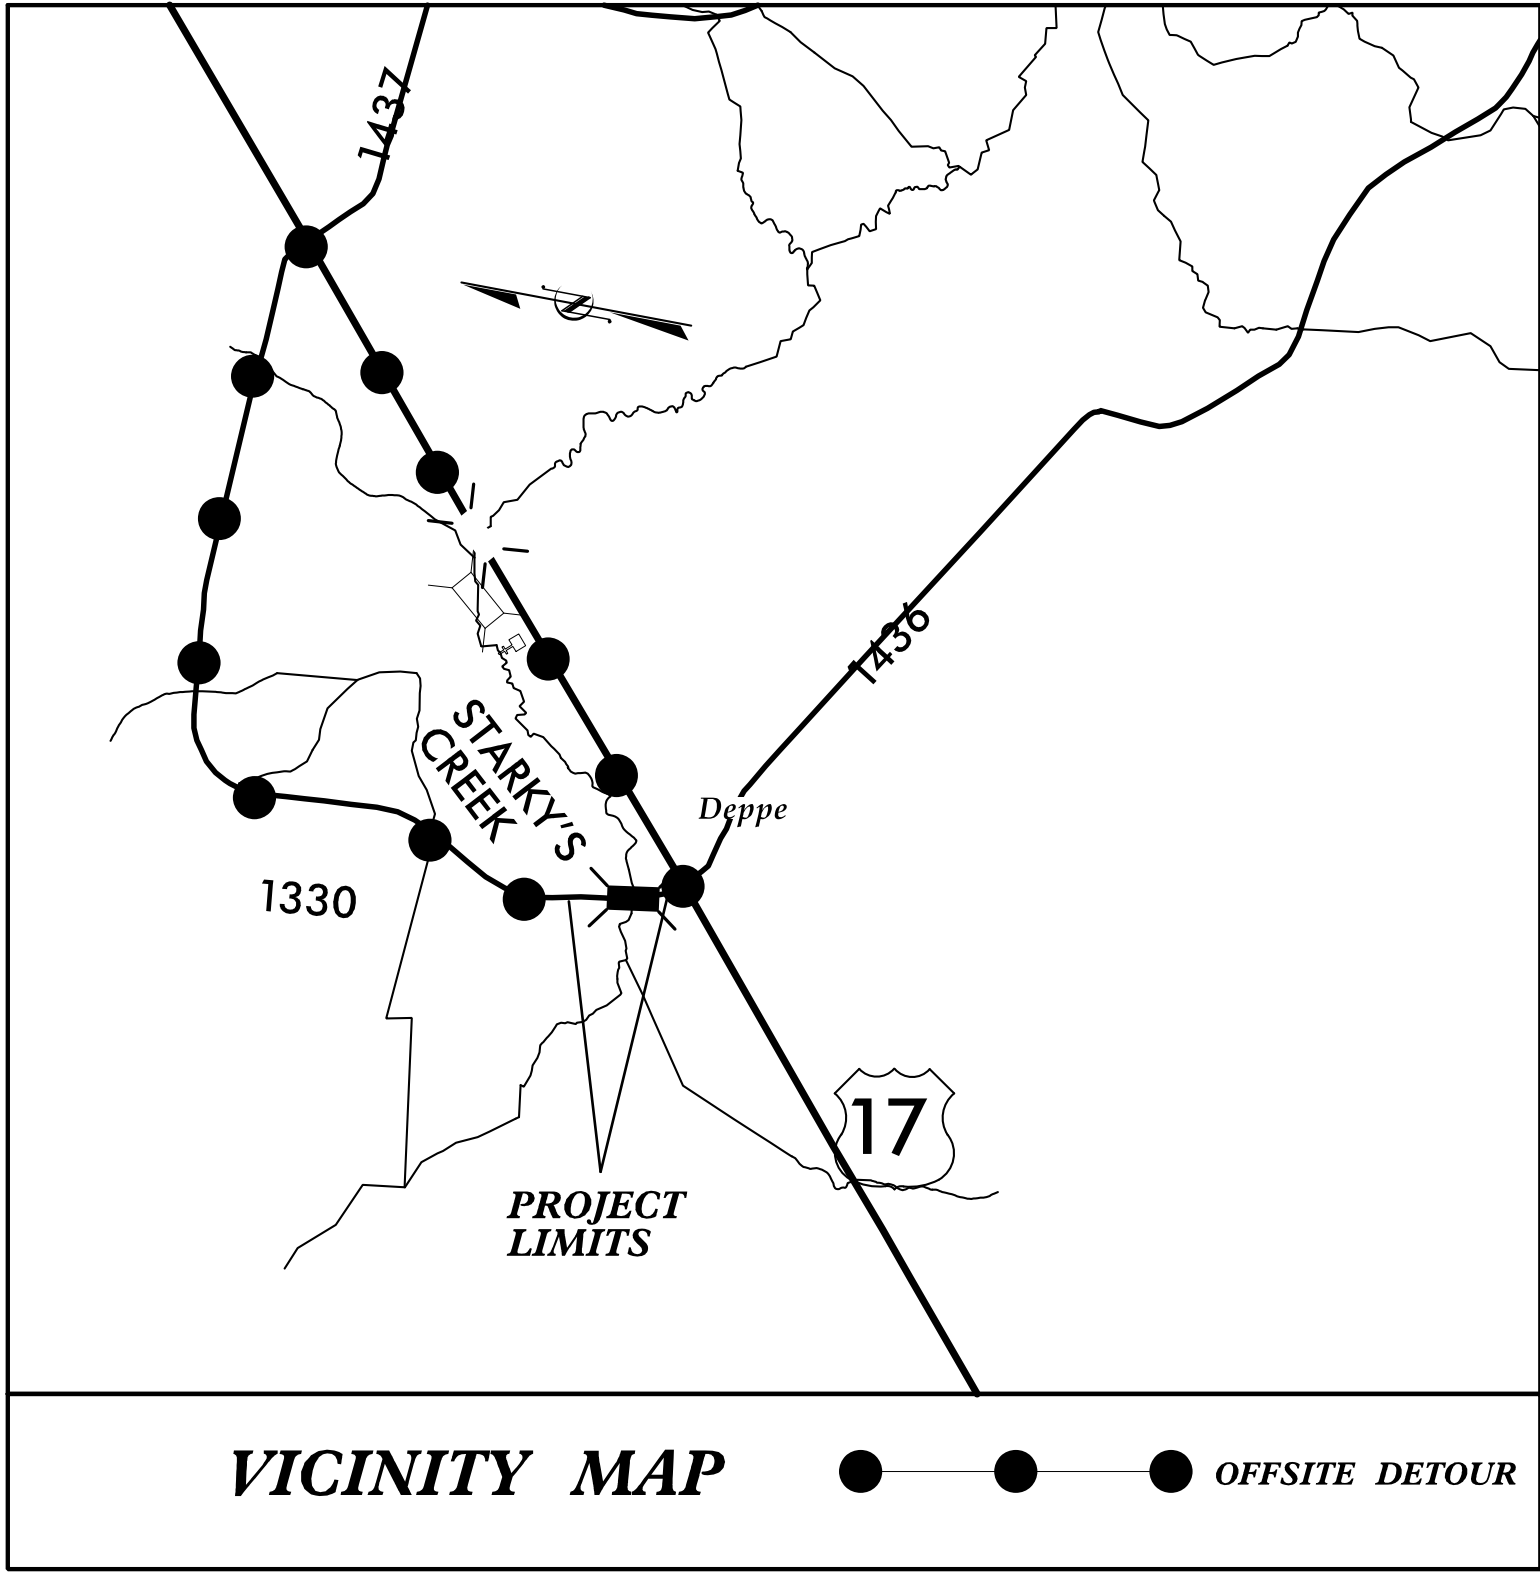 1437
1436
STARKY'S
CREEK
Deppe
1330
17
PROJECT
LIMITS
VICINITY MAP
OFFSITE DETOUR